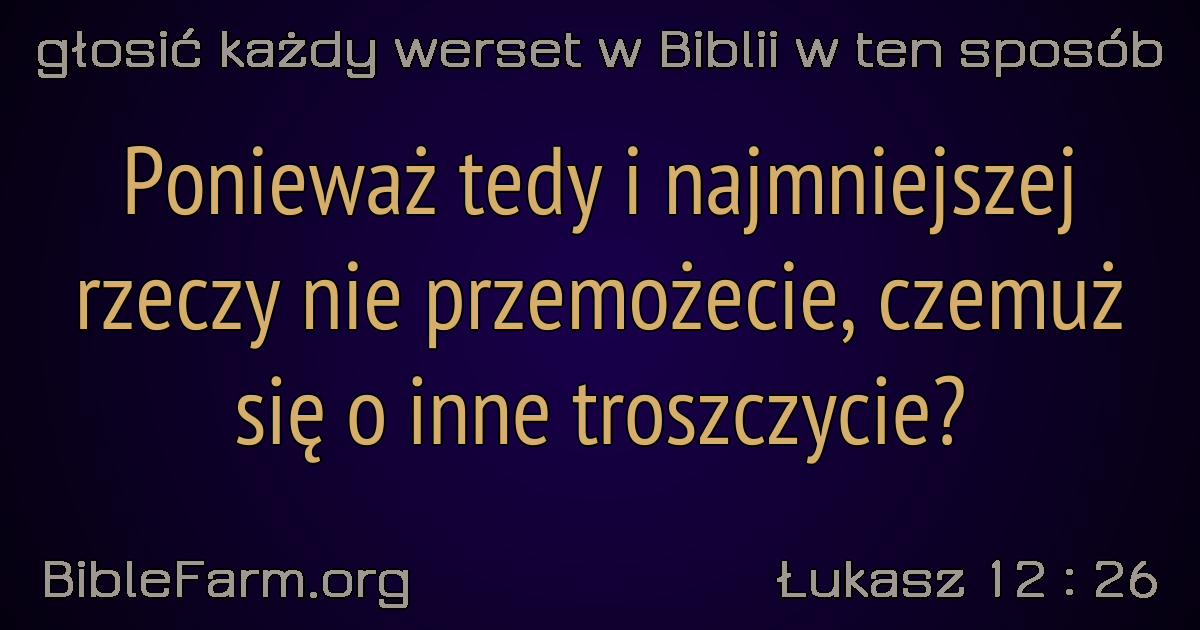 głosić każdy werset w Biblii w ten sposób
Ponieważ tedy i najmniejszej
rzeczy nie przemożecie, czemuż
się o inne troszczycie?
BibleFarm.org
Łukasz 12 : 26